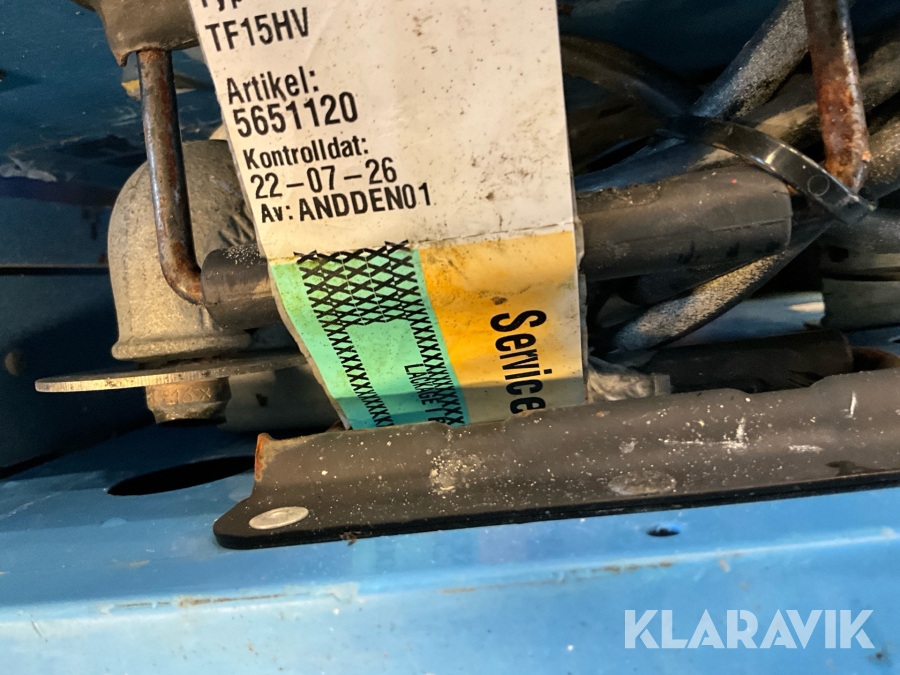 TF15HV
Artikel:
5651120
Kontrolldat:
22-07-26
Av: ANDDEN01
Service
KLARAVIK